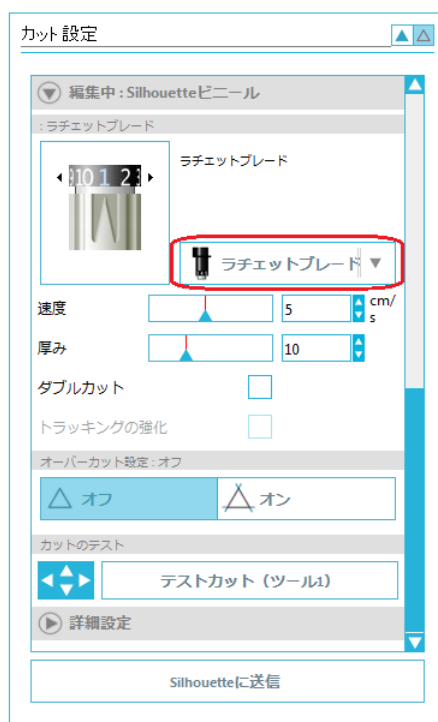 カット設定
編集中 : Silhouetteビニール
: ラチェットブレード
ラチェットブレード
10 1 2
ラチェットブレード
速度 5 cm/
s
厚み 10
ダブルカット
トラッキングの強化
オーバーカット設定 : オフ
オフ オン
カットのテスト
テストカット（ツール1）
詳細設定
Silhouetteに送信